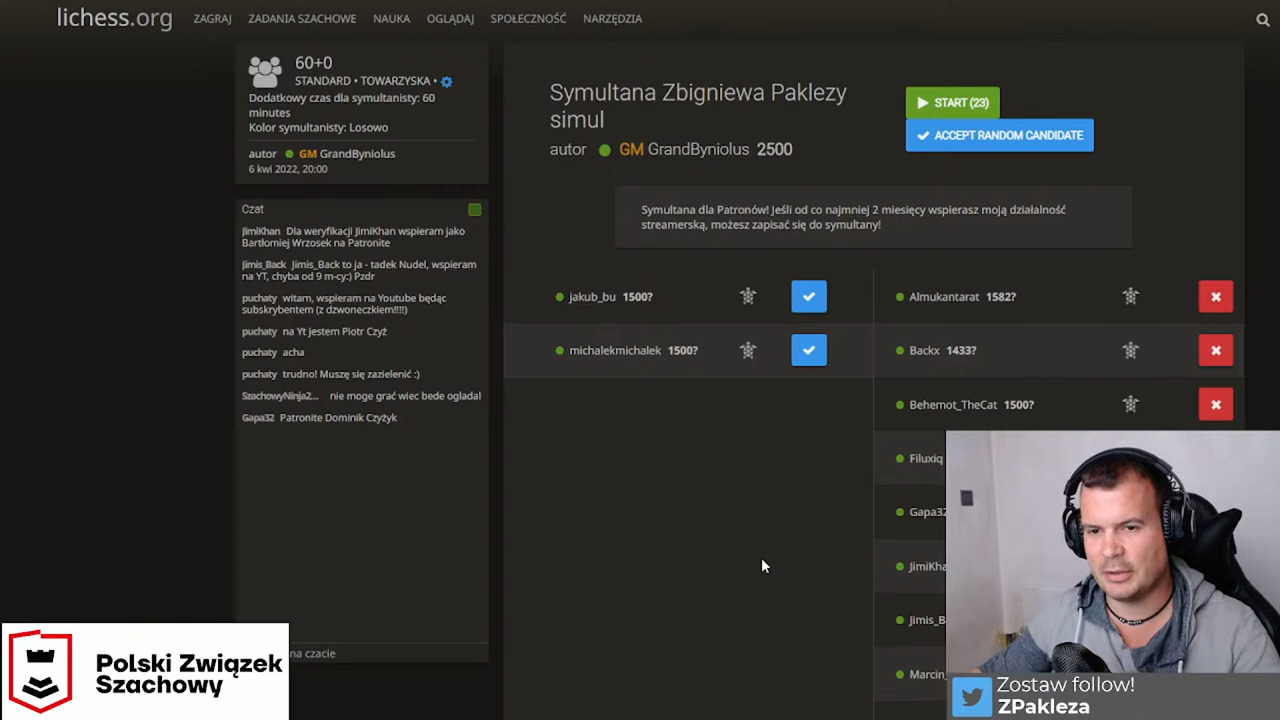 lichess.org
ZAGRAJ ZADANIA SZACHOWE NAUKA OGLĄDAJ SPOŁECZNOŚĆ NARZĘDZIA
60+0
STANDARD • TOWARZYSKA •
Dodatkowy czas dla symultanisty: 60
minutes
Kolor symultanisty: Losowo
autor GM GrandByniolus
6 kwi 2022, 20:00
Czat
JimiKhan Dla weryfikacji JimiKhan wspieram jako
Bartłomiej Wrzosek na Patronite
Jimis_Back Jimis_Back to ja - tadek Nudel, wspieram
na YT, chyba od 9 m-cy:) Pzdr
puchaty witam, wspieram na Youtube będąc
subskrybentem (z dzwoneczkiem!!!!)
puchaty na Yt jestem Piotr Czyż
puchaty acha
puchaty trudno! Muszę się zazielenić :)
SzachowyNinja2... nie moge grać wiec bede ogladal
Gapa32 Patronite Dominik Czyżyk
na czacie
Symultana Zbigniewa Paklezy
simul
autor GM GrandByniolus 2500
START (23)
ACCEPT RANDOM CANDIDATE
Symultana dla Patronów! Jeśli od co najmniej 2 miesięcy wspierasz moją działalność
streamerską, możesz zapisać się do symultany!
jakub_bu 1500?
michalekmichalek 1500?
Almukantarat 1582?
Backx 1433?
Behemot_TheCat 1500?
Filuxiq
Gapa32
JimiKha
Jimis_B
Marcin_
Polski Związek
Szachowy
Zostaw follow!
ZPakleza